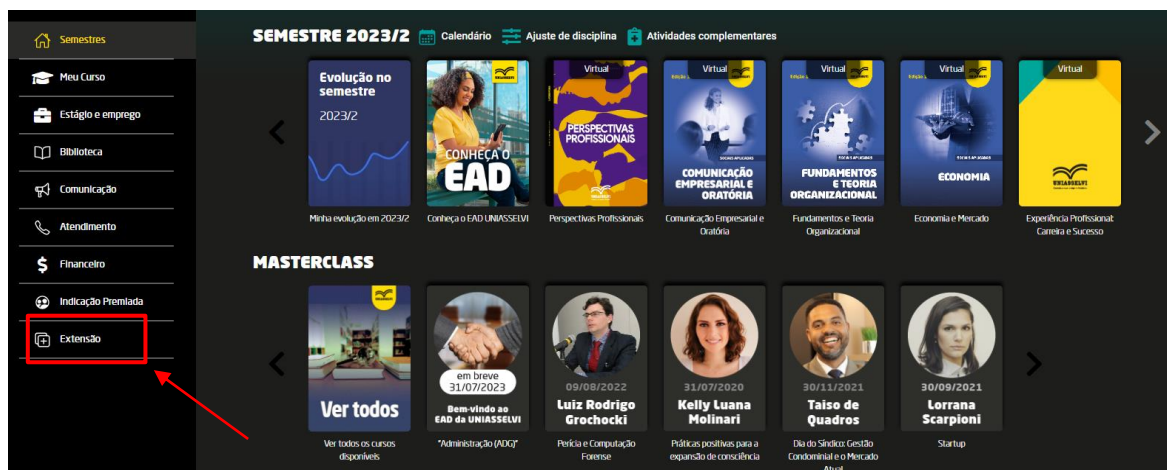 Semestres
Meu Curso
Estágio e emprego
Biblioteca
Comunicação
Atendimento
Financeiro
Indicação Premiada
Extensão
SEMESTRE 2023/2 Calendário Ajuste de disciplina Atividades complementares
Evolução no
semestre
2023/2
Minha evolução em 2023/2
CONHEÇA O
EAD
Conheça o EAD UNIASSELVI
Virtual
PERSPECTIVAS
PROFISSIONAIS
Perspectivas Profissionais
Virtual
SOCIAIS APLICADAS
COMUNICAÇÃO
EMPRESARIAL E
ORATÓRIA
Comunicação Empresarial e
Oratória
Virtual
SOCIAIS APLICADAS
FUNDAMENTOS
E TEORIA
ORGANIZACIONAL
Fundamentos e Teoria
Organizacional
Virtual
SOCIAIS APLICADAS
ECONOMIA
Economia e Mercado
Virtual
UNIASSELVI
Experiência Profissional:
Carreira e Sucesso
MASTERCLASS
Ver todos
Ver todos os cursos
disponíveis
em breve
31/07/2023
Bem-vindo ao
EAD da UNIASSELVI
"Administração (ADG)"
09/08/2022
Luiz Rodrigo
Grochocki
Perícia e Computação
Forense
31/07/2020
Kelly Luana
Molinari
Práticas positivas para a
expansão de consciência
30/11/2021
Taiso de
Quadros
Dia do Síndico: Gestão
Condominial e o Mercado
Atual
30/09/2021
Lorrana
Scarpioni
Startup